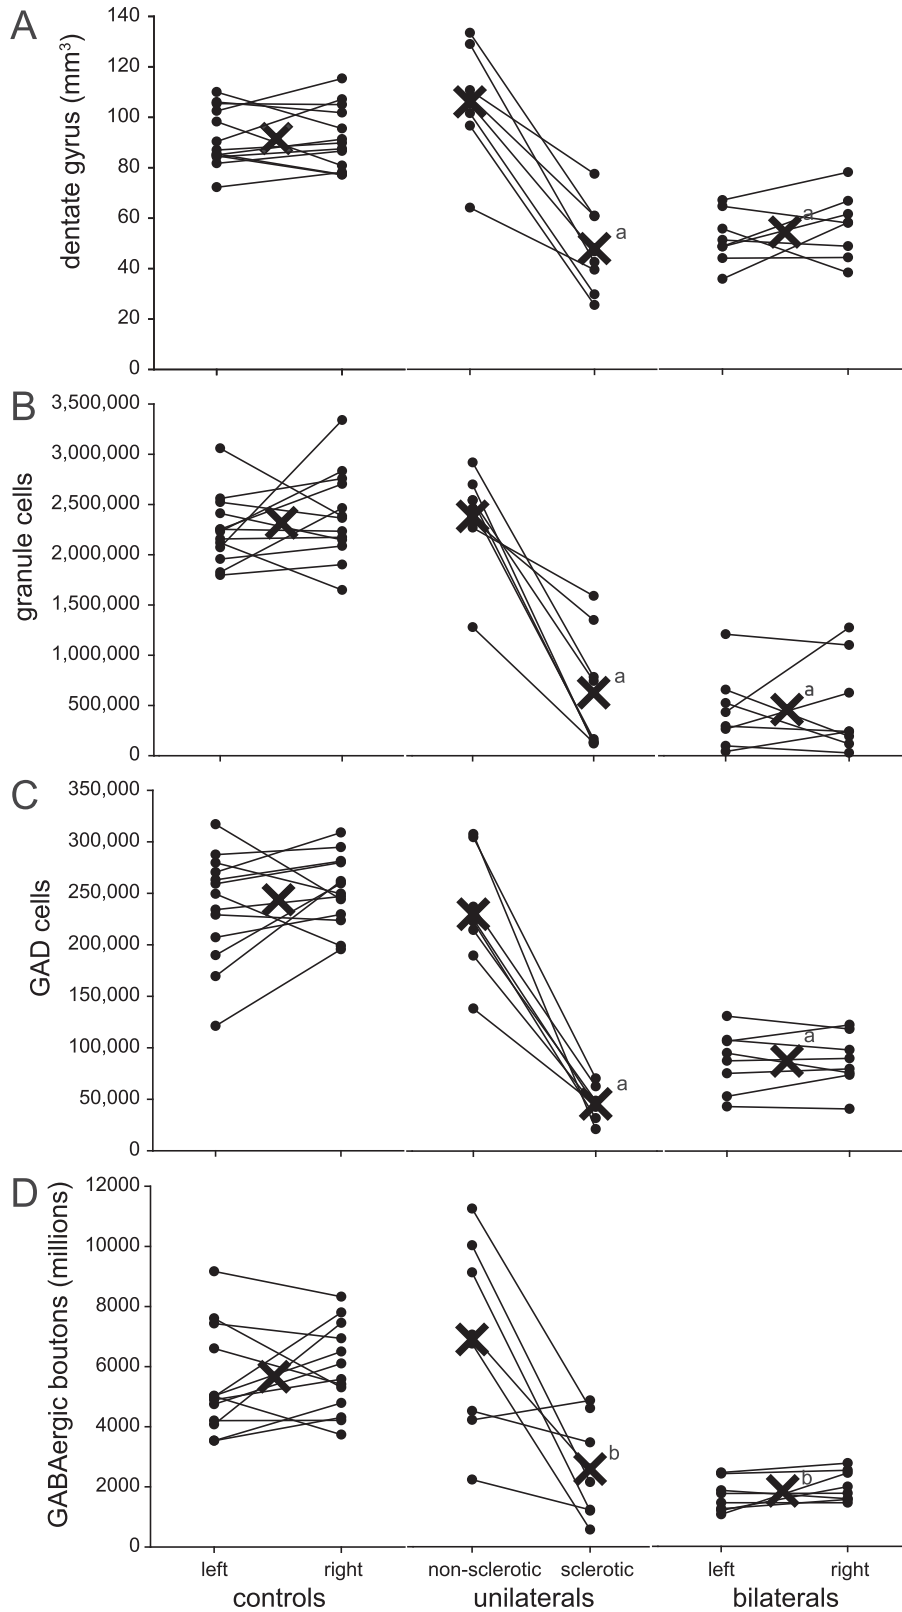 A
dentate gyrus (mm³)
140
120
100
80
60
40
20
0
a
a
B
granule cells
3,500,000
3,000,000
2,500,000
2,000,000
1,500,000
1,000,000
500,000
0
a
a
C
GAD cells
350,000
300,000
250,000
200,000
150,000
100,000
50,000
0
a
a
D
GABAergic boutons (millions)
12000
10000
8000
6000
4000
2000
0
b
b
left right non-sclerotic sclerotic left right
controls unilaterals bilaterals